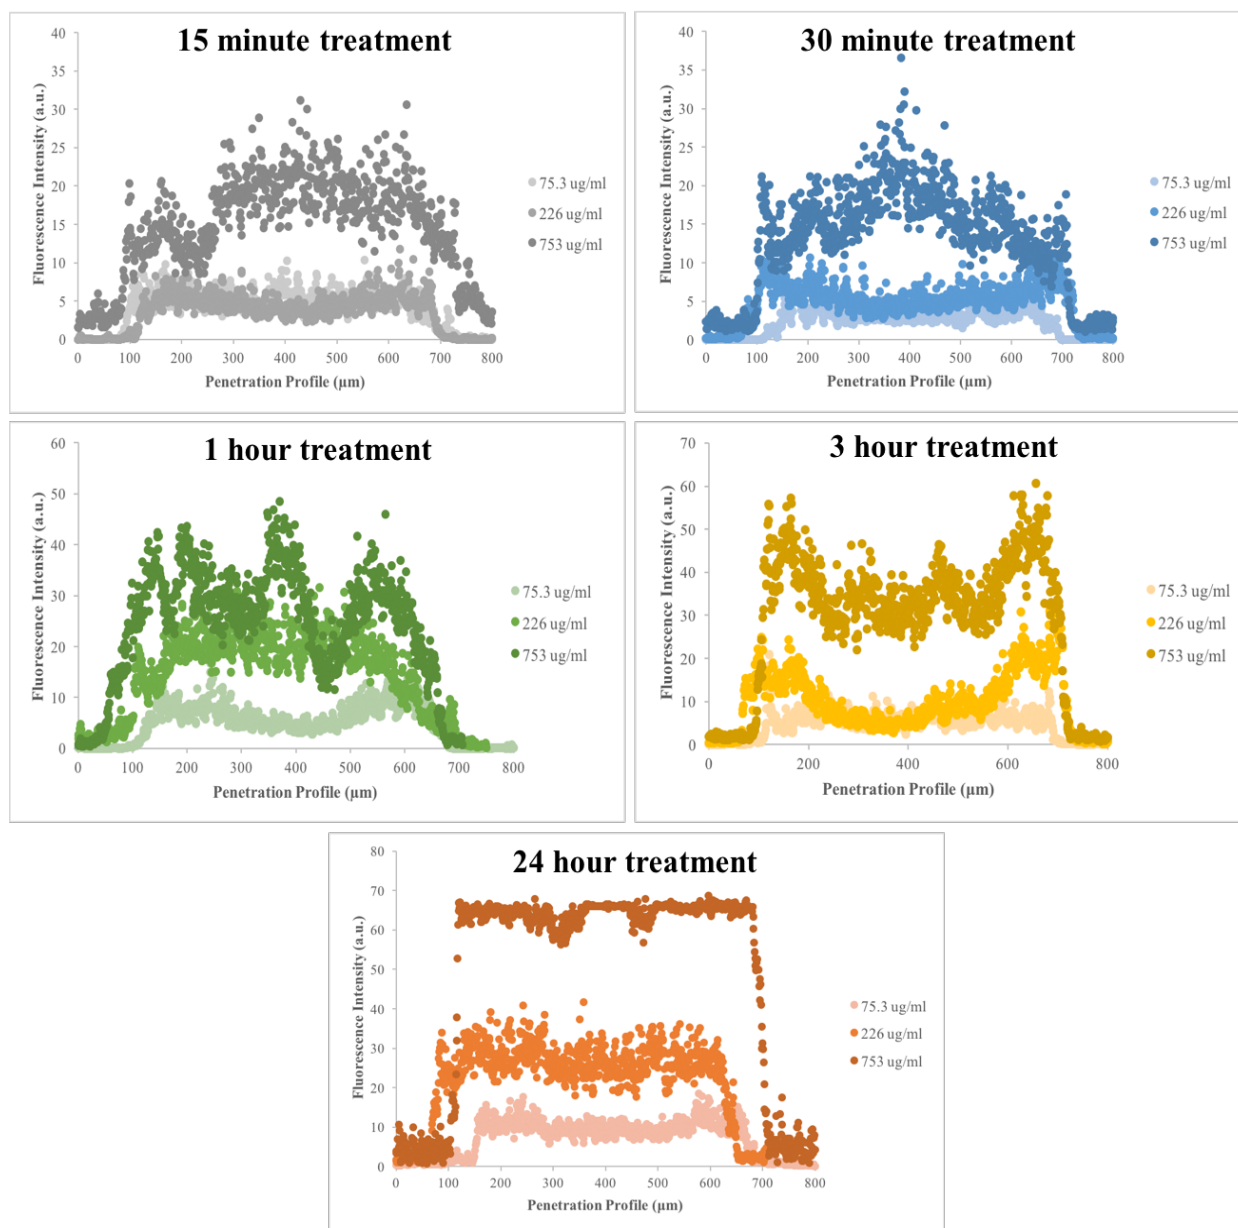 15 minute treatment
40
35
30
25
20
15
10
5
0
Fluorescence Intensity (a.u.)
0 100 200 300 400 500 600 700 800
Penetration Profile (µm)
75.3 ug/ml
226 ug/ml
753 ug/ml
30 minute treatment
40
35
30
25
20
15
10
5
0
Fluorescence Intensity (a.u.)
0 100 200 300 400 500 600 700 800
Penetration Profile (µm)
75.3 ug/ml
226 ug/ml
753 ug/ml
1 hour treatment
60
50
40
30
20
10
0
Fluorescence Intensity (a.u.)
0 100 200 300 400 500 600 700 800
Penetration Profile (µm)
75.3 ug/ml
226 ug/ml
753 ug/ml
3 hour treatment
70
60
50
40
30
20
10
0
Fluorescence Intensity (a.u.)
0 200 400 600 800
Penetration Profile (µm)
75.3 ug/ml
226 ug/ml
753 ug/ml
24 hour treatment
80
70
60
50
40
30
20
10
0
Fluorescence Intensity (a.u.)
0 100 200 300 400 500 600 700 800
Penetration Profile (µm)
75.3 ug/ml
226 ug/ml
753 ug/ml